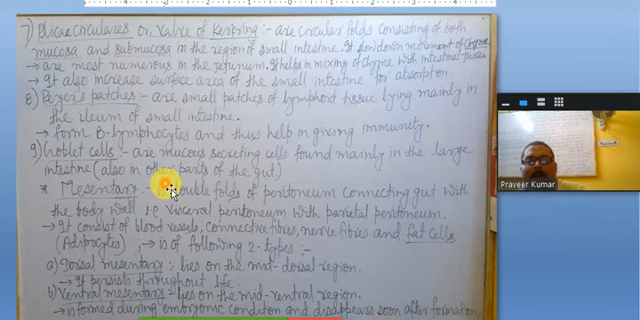 7) Plicae circulares or Valve of Kerkring :- are circular folds consisting of both
mucosa and submucosa in the region of small intestine. It slow down movement of chyme
→ are most numerous in the jejunum. It helps in mixing of chyme with intestinal juices
→ It also increase surface area of the small intestine for absorption
8) Peyer's patches - are small patches of lymphoid tissue lying mainly in
the ileum of small intestine.
→ form B-lymphocytes and thus help in giving immunity.
9) Goblet cells:- are mucous secreting cells found mainly in the large
intestine (also in other parts of the gut)
* Mesentary:- double folds of peritoneum connecting gut with
the body wall i.e visceral peritoneum with parietal peritoneum.
→ It consist of blood vessels, connective fibres, nerve fibres and fat cells
(Adipocytes) ;→ is of following 2-types :-
a) Dorsal mesentary:- lies on the mid-dorsal region.
→ It persists throughout life.
b) Ventral mesentary:- lies on the mid-ventral region.
→ is formed during embryonic condition and disappears soon after formation
Praveer Kumar